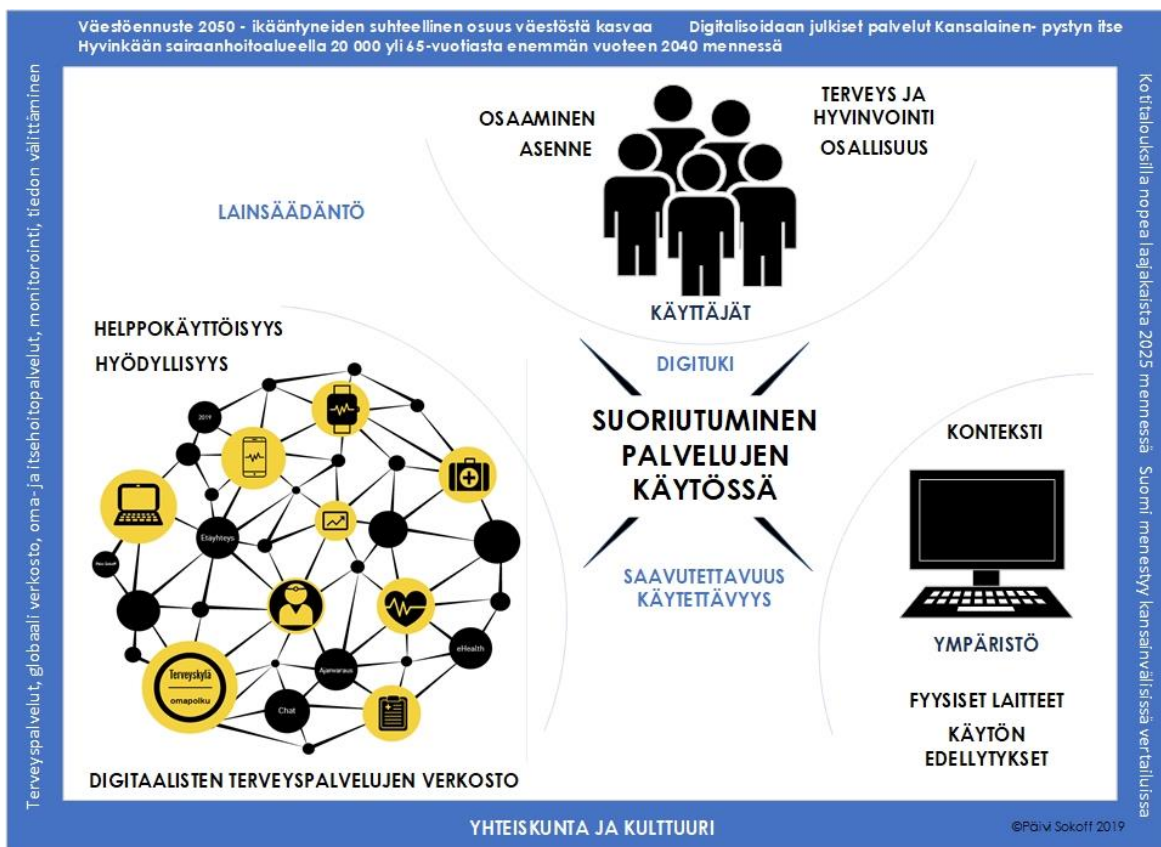 Väestöennuste 2050 - ikääntyneiden suhteellinen osuus väestöstä kasvaa Digitalisoidaan julkiset palvelut Kansalainen- pystyn itse
Hyvinkään sairaanhoitoalueella 20 000 yli 65-vuotiasta enemmän vuoteen 2040 mennessä
Terveyspalvelut, globaali verkosto, oma- ja itsehoitopalvelut, monitorointi, tiedon välittäminen
Kotitalouksilla nopea laajakaista 2025 mennessä Suomi menestyy kansainvälisissä vertailuissa
OSAAMINEN
ASENNE
TERVEYS JA
HYVINVOINTI
OSALLISUUS
KÄYTTÄJÄT
LAINSÄÄDÄNTÖ
DIGITUKI
SUORIUTUMINEN
PALVELUJEN
KÄYTÖSSÄ
SAAVUTETTAVUUS
KÄYTETTÄVYYS
HELPPOKÄYTTÖISYYS
HYÖDYLLISYYS
2019
Etäyhteys
eHealth
Ajanvaraus
Terveyskylä
omapolku
Chat
DIGITAALISTEN TERVEYSPALVELUJEN VERKOSTO
KONTEKSTI
YMPÄRISTÖ
FYYSISET LAITTEET
KÄYTÖN
EDELLYTYKSET
YHTEISKUNTA JA KULTTUURI
©Päivi Sokoff 2019